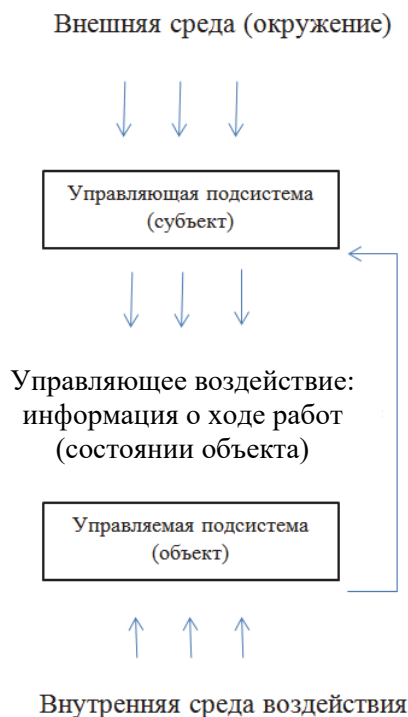 Внешняя среда (окружение)
Управляющая подсистема
(субъект)
Управляющее воздействие:
информация о ходе работ
(состоянии объекта)
Управляемая подсистема
(объект)
Внутренняя среда воздействия